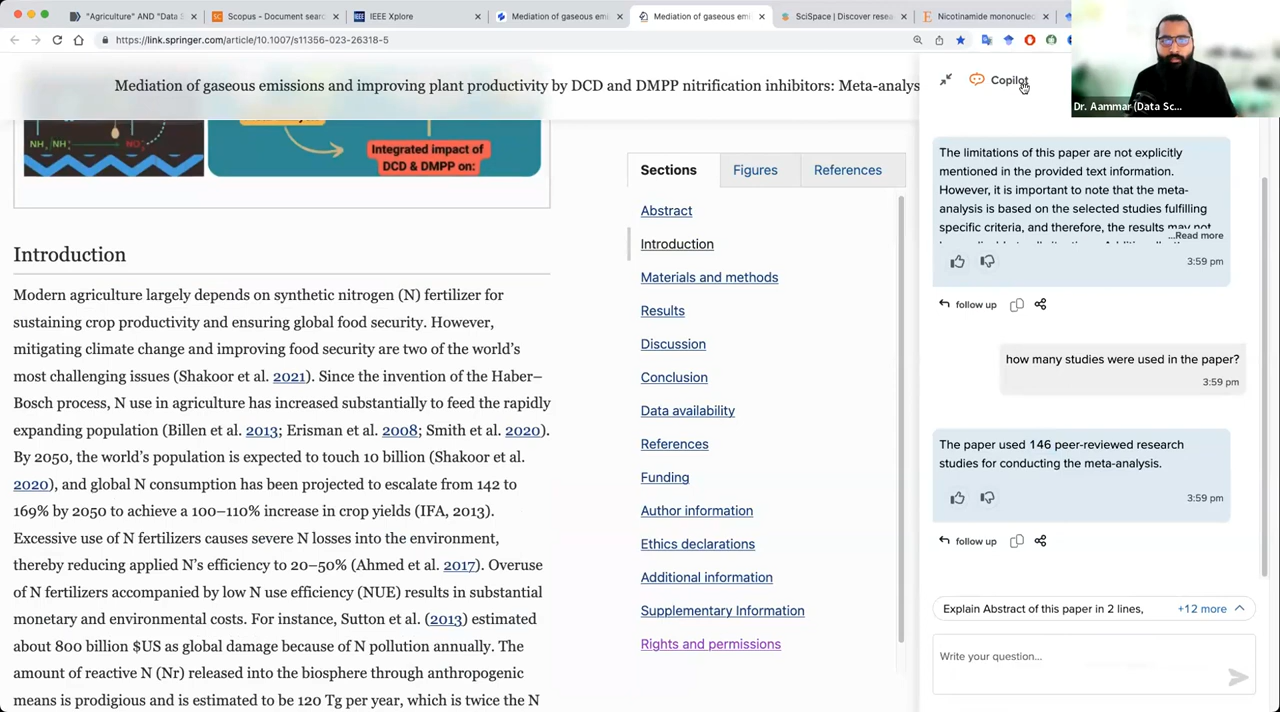 "Agriculture" AND "Data S
Scopus - Document sear
IEEE Xplore
Mediation of gaseous emi
Mediation of gaseous emi
SciSpace | Discover rese
Nicotinamide mononucle
https://link.springer.com/article/10.1007/s11356-023-26318-5
Mediation of gaseous emissions and improving plant productivity by DCD and DMPP nitrification inhibitors: Meta-analys
Copilot
Dr. Aammar (Data Sc...
Integrated impact of
DCD & DMPP on:
Sections
Figures
References
Abstract
Introduction
Materials and methods
Results
Discussion
Conclusion
Data availability
References
Funding
Author information
Ethics declarations
Additional information
Supplementary Information
Rights and permissions
Introduction
Modern agriculture largely depends on synthetic nitrogen (N) fertilizer for
sustaining crop productivity and ensuring global food security. However,
mitigating climate change and improving food security are two of the world's
most challenging issues (Shakoor et al. 2021). Since the invention of the Haber–
Bosch process, N use in agriculture has increased substantially to feed the rapidly
expanding population (Billen et al. 2013; Erisman et al. 2008; Smith et al. 2020).
By 2050, the world's population is expected to touch 10 billion (Shakoor et al.
2020), and global N consumption has been projected to escalate from 142 to
169% by 2050 to achieve a 100–110% increase in crop yields (IFA, 2013).
Excessive use of N fertilizers causes severe N losses into the environment,
thereby reducing applied N's efficiency to 20–50% (Ahmed et al. 2017). Overuse
of N fertilizers accompanied by low N use efficiency (NUE) results in substantial
monetary and environmental costs. For instance, Sutton et al. (2013) estimated
about 800 billion $US as global damage because of N pollution annually. The
amount of reactive N (Nr) released into the biosphere through anthropogenic
means is prodigious and is estimated to be 120 Tg per year, which is twice the N
The limitations of this paper are not explicitly
mentioned in the provided text information.
However, it is important to note that the meta-
analysis is based on the selected studies fulfilling
specific criteria, and therefore, the results may not
...Read more
3:59 pm
follow up
how many studies were used in the paper?
3:59 pm
The paper used 146 peer-reviewed research
studies for conducting the meta-analysis.
3:59 pm
follow up
Explain Abstract of this paper in 2 lines,
+12 more
Write your question...